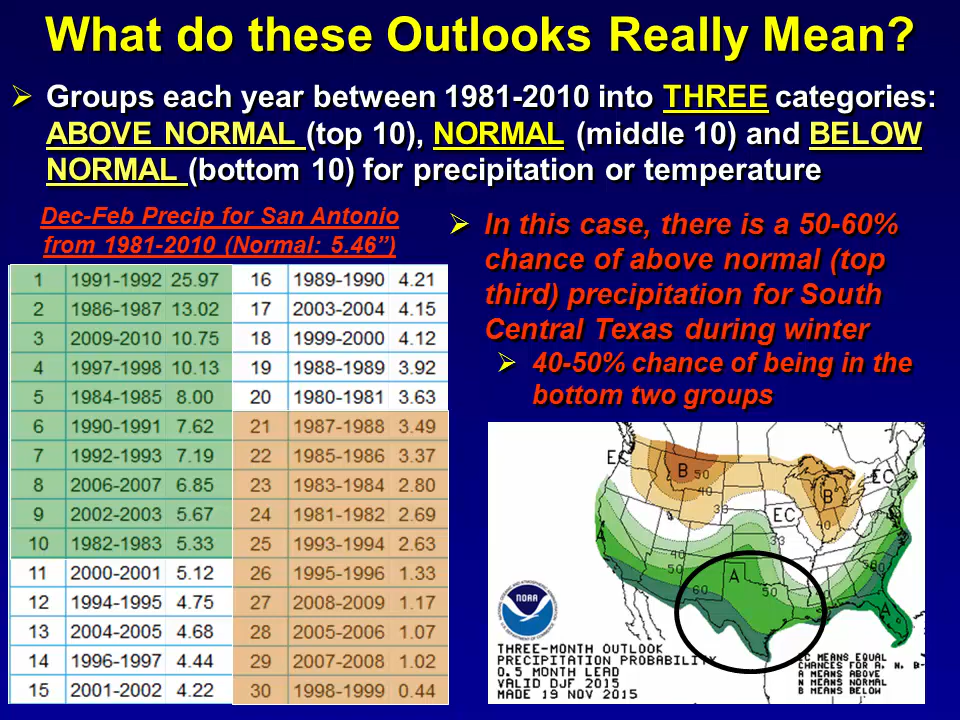 What do these Outlooks Really Mean?
Groups each year between 1981-2010 into THREE categories:
ABOVE NORMAL (top 10), NORMAL (middle 10) and BELOW
NORMAL (bottom 10) for precipitation or temperature
Dec-Feb Precip for San Antonio
from 1981-2010 (Normal: 5.46”)
1 1991-1992 25.97 16 1989-1990 4.21
2 1986-1987 13.02 17 2003-2004 4.15
3 2009-2010 10.75 18 1999-2000 4.12
4 1997-1998 10.13 19 1988-1989 3.92
5 1984-1985 8.00 20 1980-1981 3.63
6 1990-1991 7.62 21 1987-1988 3.49
7 1992-1993 7.19 22 1985-1986 3.37
8 2006-2007 6.85 23 1983-1984 2.80
9 2002-2003 5.67 24 1981-1982 2.69
10 1982-1983 5.33 25 1993-1994 2.63
11 2000-2001 5.12 26 1995-1996 1.33
12 1994-1995 4.75 27 2008-2009 1.17
13 2004-2005 4.68 28 2005-2006 1.07
14 1996-1997 4.44 29 2007-2008 1.02
15 2001-2002 4.22 30 1998-1999 0.44
In this case, there is a 50-60%
chance of above normal (top
third) precipitation for South
Central Texas during winter
40-50% chance of being in the
bottom two groups
EC
B 50
40
33
EC
B
40
33
EC
A
40
33
A
60
50
50
A
NOAA
THREE-MONTH OUTLOOK
PRECIPITATION PROBABILITY
0.5 MONTH LEAD
VALID DJF 2015
MADE 19 NOV 2015
EC MEANS EQUAL
CHANCES FOR A, N, B
A MEANS ABOVE
N MEANS NORMAL
B MEANS BELOW